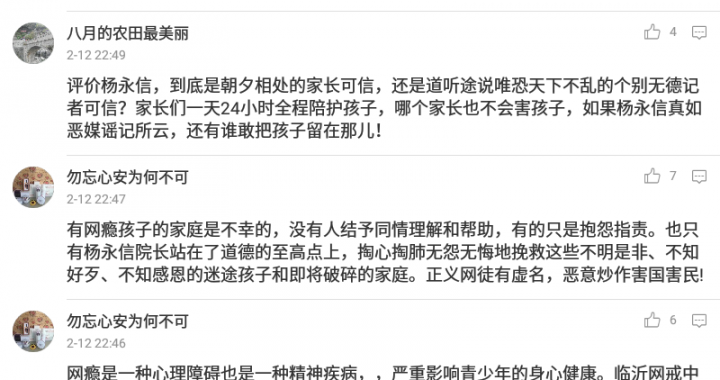 八月的农田最美丽
4
2-12 22:49
评价杨永信，到底是朝夕相处的家长可信，还是道听途说唯恐天下不乱的个别无德记
者可信？家长们一天24小时全程陪护孩子，哪个家长也不会害孩子，如果杨永信真如
恶媒谣记所云，还有谁敢把孩子留在那儿！
勿忘心安为何不可
7
2-12 22:47
有网瘾孩子的家庭是不幸的，没有人结予同情理解和帮助，有的只是抱怨指责。也只
有杨永信院长站在了道德的至高点上，掏心掏肺无怨无悔地挽救这些不明是非、不知
好歹、不知感恩的迷途孩子和即将破碎的家庭。正义网徒有虚名，恶意炒作害国害民!
勿忘心安为何不可
6
2-12 22:46
网瘾是一种心理障碍也是一种精神疾病，，严重影响青少年的身心健康。临沂网戒中